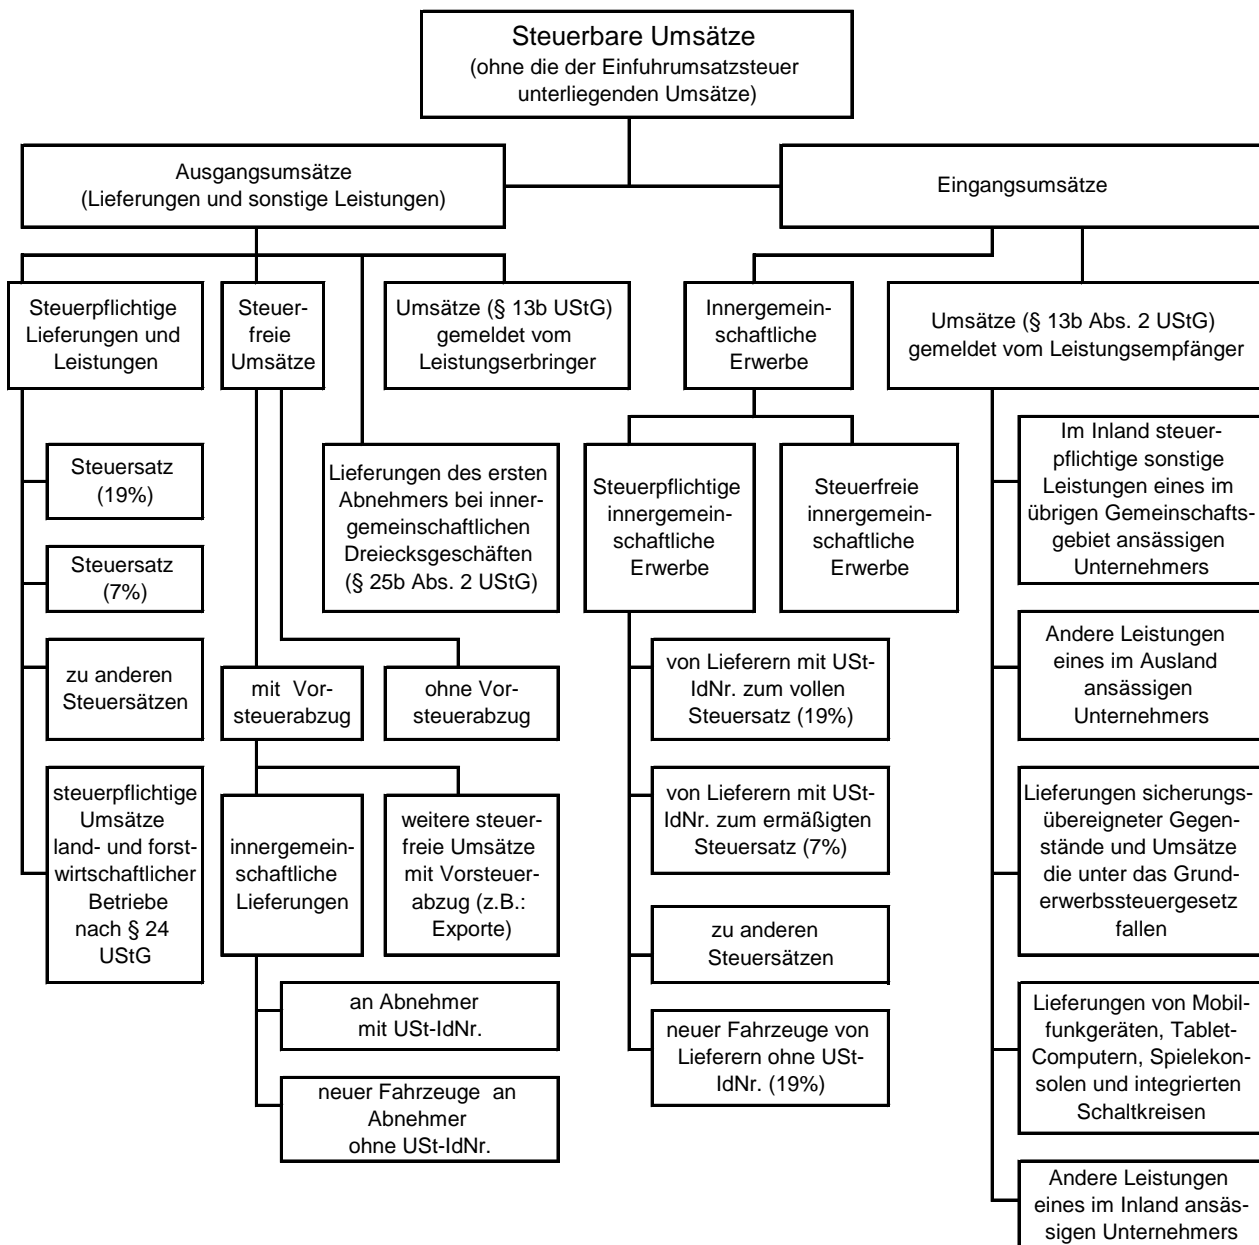 Steuerbare Umsätze
(ohne die der Einfuhrumsatzsteuer
unterliegenden Umsätze)
Ausgangsumsätze
(Lieferungen und sonstige Leistungen)
Eingangsumsätze
Steuerpflichtige
Lieferungen und
Leistungen
Steuer-
freie
Umsätze
Umsätze (§ 13b UStG)
gemeldet vom
Leistungserbringer
Innergemein-
schaftliche
Erwerbe
Umsätze (§ 13b Abs. 2 UStG)
gemeldet vom Leistungsempfänger
Steuersatz
(19%)
Steuersatz
(7%)
zu anderen
Steuersätzen
steuerpflichtige
Umsätze
land- und forst-
wirtschaftlicher
Betriebe
nach § 24
UStG
Lieferungen des ersten
Abnehmers bei inner-
gemeinschaftlichen
Dreiecksgeschäften
(§ 25b Abs. 2 UStG)
mit Vor-
steuerabzug
ohne Vor-
steuerabzug
innergemein-
schaftliche
Lieferungen
weitere steuer-
freie Umsätze
mit Vorsteuer-
abzug (z.B.:
Exporte)
an Abnehmer
mit USt-IdNr.
neuer Fahrzeuge an
Abnehmer
ohne USt-IdNr.
Steuerpflichtige
innergemein-
schaftliche
Erwerbe
Steuerfreie
innergemein-
schaftliche
Erwerbe
von Lieferern mit USt-
IdNr. zum vollen
Steuersatz (19%)
von Lieferern mit USt-
IdNr. zum ermäßigten
Steuersatz (7%)
zu anderen
Steuersätzen
neuer Fahrzeuge von
Lieferern ohne USt-
IdNr. (19%)
Im Inland steuer-
pflichtige sonstige
Leistungen eines im
übrigen Gemeinschafts-
gebiet ansässigen
Unternehmers
Andere Leistungen
eines im Ausland
ansässigen
Unternehmers
Lieferungen sicherungs-
übereigneter Gegen-
stände und Umsätze
die unter das Grund-
erwerbssteuergesetz
fallen
Lieferungen von Mobil-
funkgeräten, Tablet-
Computern, Spielekon-
solen und integrierten
Schaltkreisen
Andere Leistungen
eines im Inland ansäs-
sigen Unternehmers